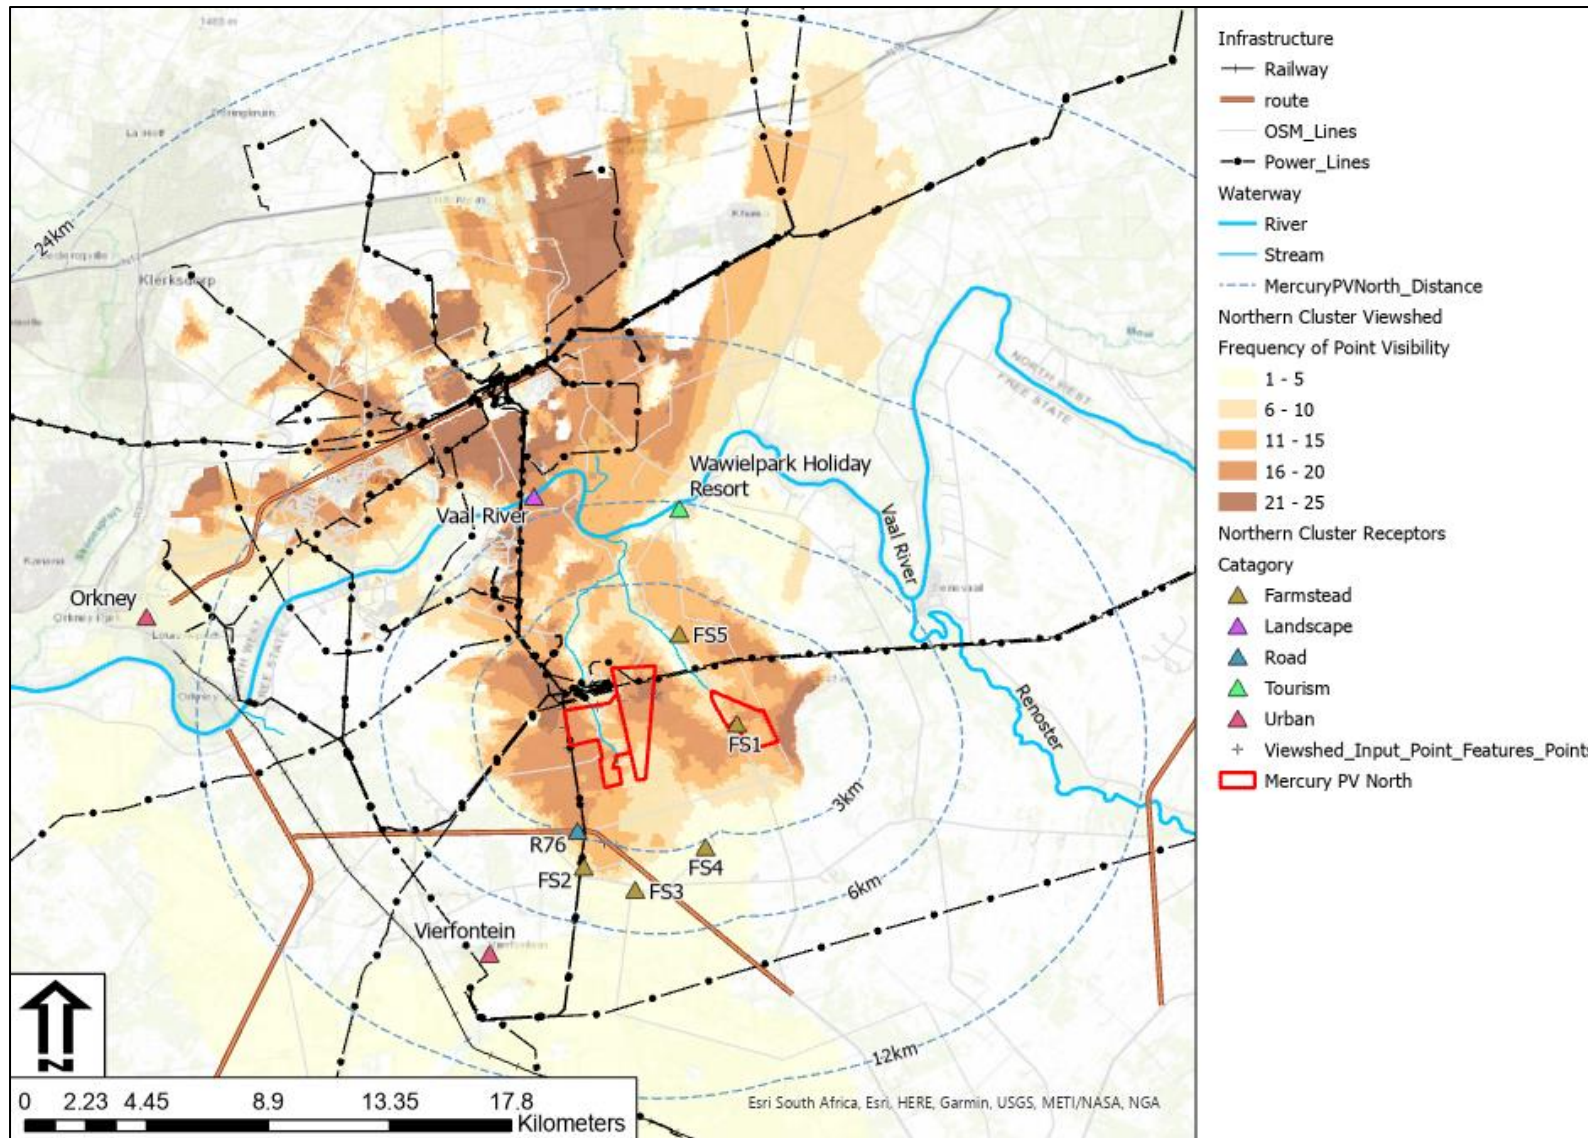 24km
Klerksdorp
NORTH WEST
FREE STATE
Wawielpark Holiday
Resort
Vaal River
Vaal River
Orkney
FS5
Renoster
FS1
3km
R76
FS2
FS4
FS3
6km
Vierfontein
12km
N
0 2.23 4.45 8.9 13.35 17.8
Kilometers
Esri South Africa, Esri, HERE, Garmin, USGS, METI/NASA, NGA
Infrastructure
Railway
route
OSM_Lines
Power_Lines
Waterway
River
Stream
MercuryPVNorth_Distance
Northern Cluster Viewshed
Frequency of Point Visibility
1 - 5
6 - 10
11 - 15
16 - 20
21 - 25
Northern Cluster Receptors
Catagory
Farmstead
Landscape
Road
Tourism
Urban
Viewshed_Input_Point_Features_Points
Mercury PV North